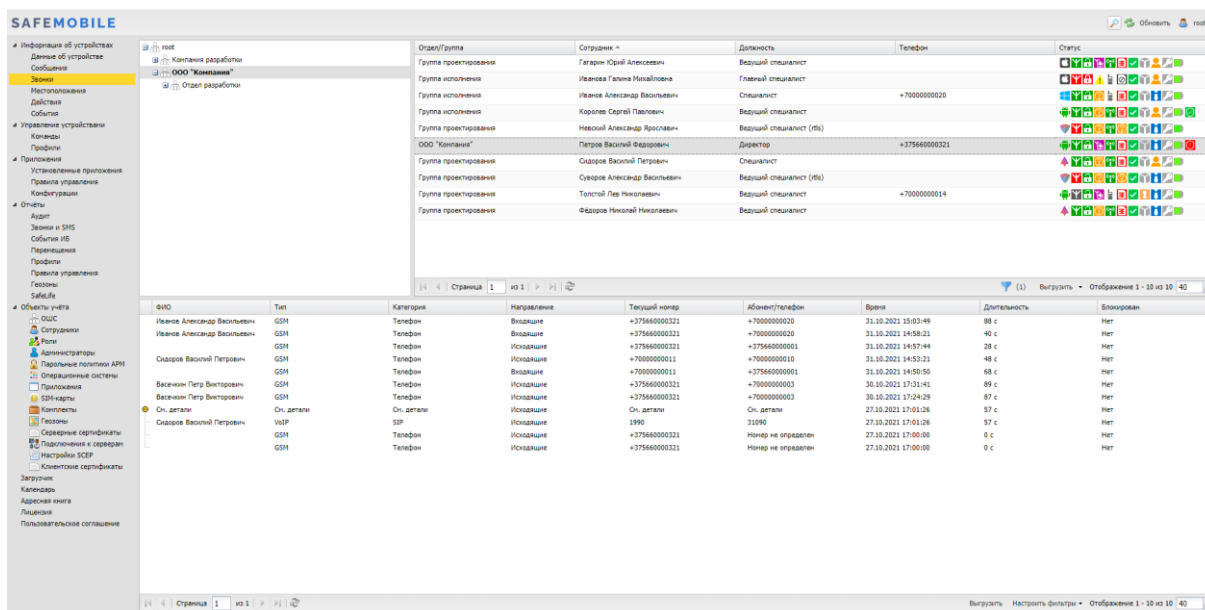 SAFEMOBILE
Обновить root
Информация об устройствах
Данные об устройстве
Сообщения
Звонки
Местоположения
Действия
События
Управление устройствами
Команды
Профили
Приложения
Установленные приложения
Правила управления
Конфигурации
Отчёты
Аудит
Звонки и SMS
События ИБ
Перемещения
Профили
Правила управления
Геозоны
SafeLife
Объекты учёта
ОШС
Сотрудники
Роли
Администраторы
Парольные политики АРМ
Операционные системы
Приложения
SIM-карты
Комплекты
Геозоны
Серверные сертификаты
Подключения к серверам
Настройки SCEP
Клиентские сертификаты
Загрузчик
Календарь
Адресная книга
Лицензия
Пользовательское соглашение
root
Компания разработки
ООО "Компания"
Отдел разработки
Отдел/Группа Сотрудник Должность Телефон Статус
Группа проектирования Гагарин Юрий Алексеевич Ведущий специалист
Группа исполнения Иванова Галина Михайловна Главный специалист
Группа исполнения Иванов Александр Васильевич Специалист +70000000020
Группа исполнения Королев Сергей Павлович Ведущий специалист
Группа проектирования Невский Александр Ярославич Ведущий специалист (rtls)
ООО "Компания" Петров Василий Федорович Директор +375660000321
Группа проектирования Сидоров Василий Петрович Специалист
Группа проектирования Суворов Александр Васильевич Ведущий специалист (rtls)
Группа проектирования Толстой Лев Николаевич Ведущий специалист +70000000014
Группа проектирования Фёдоров Николай Николаевич Ведущий специалист
Страница 1 из 1 (1) Выгрузить Отображение 1 - 10 из 10 40
ФИО Тип Категория Направление Текущий номер Абонент/телефон Время Длительность Блокирован
Иванов Александр Васильевич GSM Телефон Входящие +375660000321 +70000000020 31.10.2021 15:03:49 88 с Нет
Иванов Александр Васильевич GSM Телефон Входящие +375660000321 +70000000020 31.10.2021 14:58:21 40 с Нет
GSM Телефон Исходящие +375660000321 +375660000001 31.10.2021 14:57:44 28 с Нет
Сидоров Василий Петрович GSM Телефон Исходящие +70000000011 +70000000010 31.10.2021 14:53:21 48 с Нет
GSM Телефон Исходящие +70000000011 +375660000001 31.10.2021 14:50:50 68 с Нет
Васечкин Петр Викторович GSM Телефон Исходящие +375660000321 +70000000003 30.10.2021 17:31:41 89 с Нет
Васечкин Петр Викторович GSM Телефон Исходящие +375660000321 +70000000003 30.10.2021 17:24:29 87 с Нет
См. детали См. детали См. детали Исходящие См. детали См. детали 27.10.2021 17:01:26 57 с Нет
Сидоров Василий Петрович VoIP SIP Исходящие 1990 31090 27.10.2021 17:01:26 57 с Нет
GSM Телефон Исходящие +375660000321 Номер не определен 27.10.2021 17:00:00 0 с Нет
GSM Телефон Исходящие +375660000321 Номер не определен 27.10.2021 17:00:00 0 с Нет
Страница 1 из 1 Выгрузить Настроить фильтры Отображение 1 - 10 из 10 40